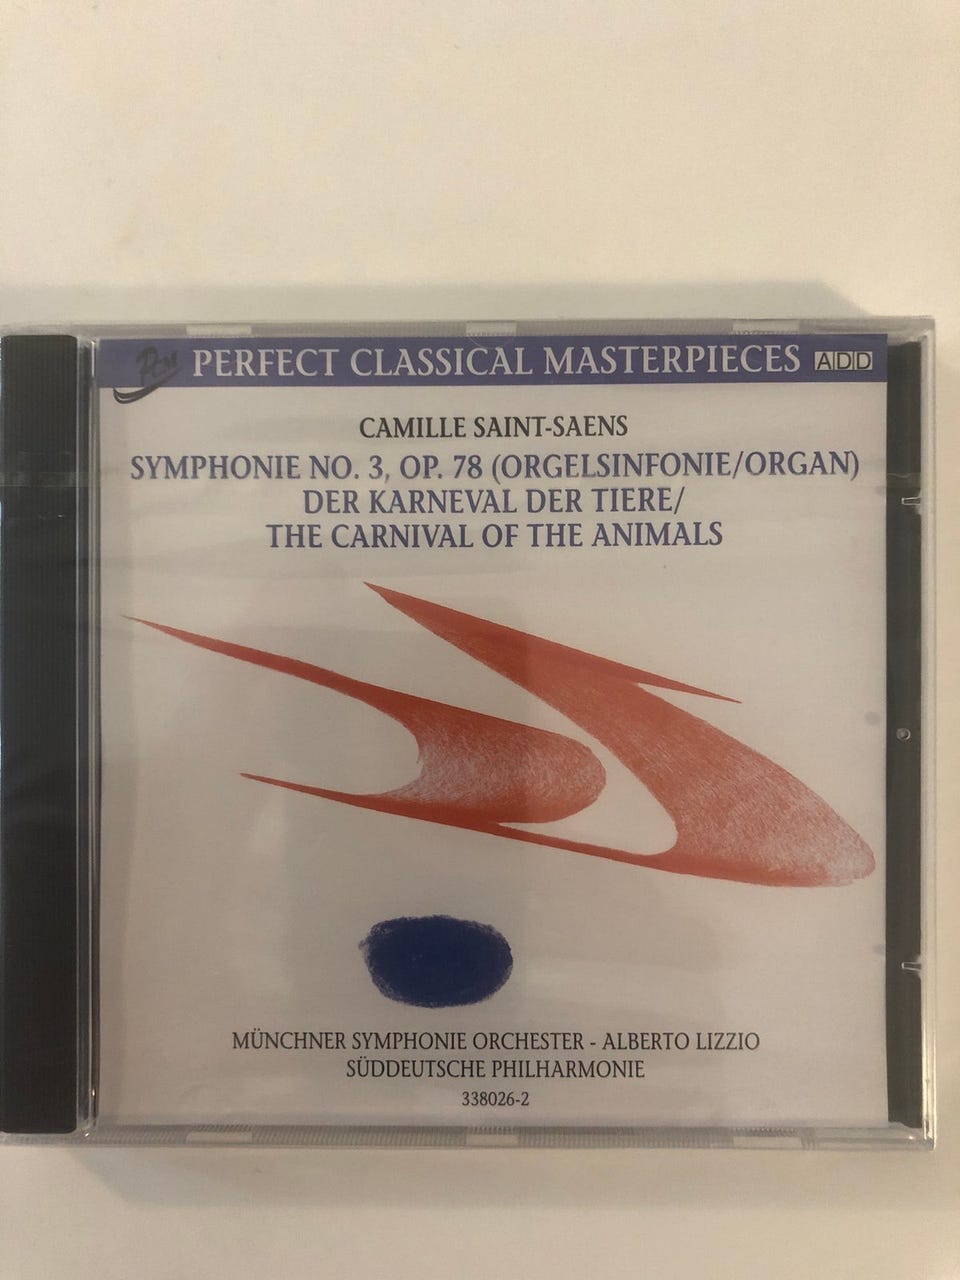 PERFECT CLASSICAL MASTERPIECES ADD
CAMILLE SAINT-SAENS
SYMPHONIE NO. 3, OP. 78 (ORGELSINFONIE/ORGAN)
DER KARNEVAL DER TIERE/
THE CARNIVAL OF THE ANIMALS
MÜNCHNER SYMPHONIE ORCHESTER - ALBERTO LIZZIO
SÜDDEUTSCHE PHILHARMONIE
338026-2